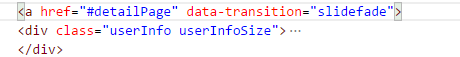 <a href="#detailPage" data-transition="slidefade">
<div class="userInfo userInfoSize">⋯
</div>